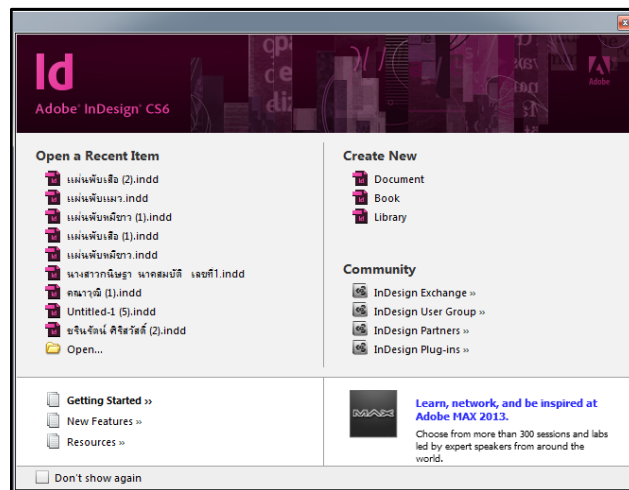 Id
Adobe® InDesign® CS6
Adobe
Open a Recent Item
แผ่นพับเสือ (2).indd
แผ่นพับแมว.indd
แผ่นพับหมีขาว (1).indd
แผ่นพับเสือ (1).indd
แผ่นพับหมีขาว.indd
นางสาวกนิษฐา นาคสมบัติ เลขที่1.indd
คณาวุฒิ (1).indd
Untitled-1 (5).indd
ขรินรัตน์ ศิริสวัสดิ์ (2).indd
Open...
Create New
Document
Book
Library
Community
InDesign Exchange »
InDesign User Group »
InDesign Partners »
InDesign Plug-ins »
Getting Started »
New Features »
Resources »
MAX
Learn, network, and be inspired at
Adobe MAX 2013.
Choose from more than 300 sessions and labs
led by expert speakers from around the
world.
Don't show again